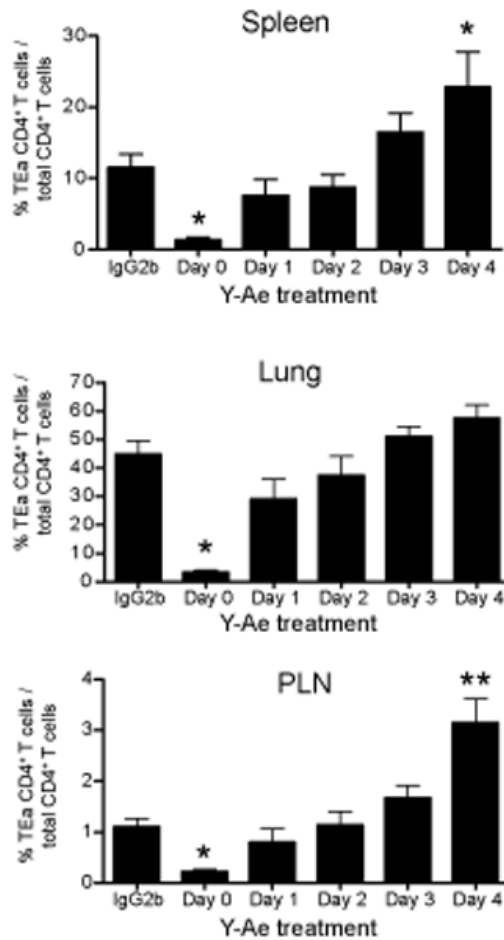 Spleen
% TEa CD4⁺ T cells /
total CD4⁺ T cells
30
20
10
0
*
*
IgG2b Day 0 Day 1 Day 2 Day 3 Day 4
Y-Ae treatment
Lung
% TEa CD4⁺ T cells /
total CD4⁺ T cells
70
60
50
40
30
20
10
0
*
IgG2b Day 0 Day 1 Day 2 Day 3 Day 4
Y-Ae treatment
PLN
% TEa CD4⁺ T cells /
total CD4⁺ T cells
4
3
2
1
0
*
**
IgG2b Day 0 Day 1 Day 2 Day 3 Day 4
Y-Ae treatment